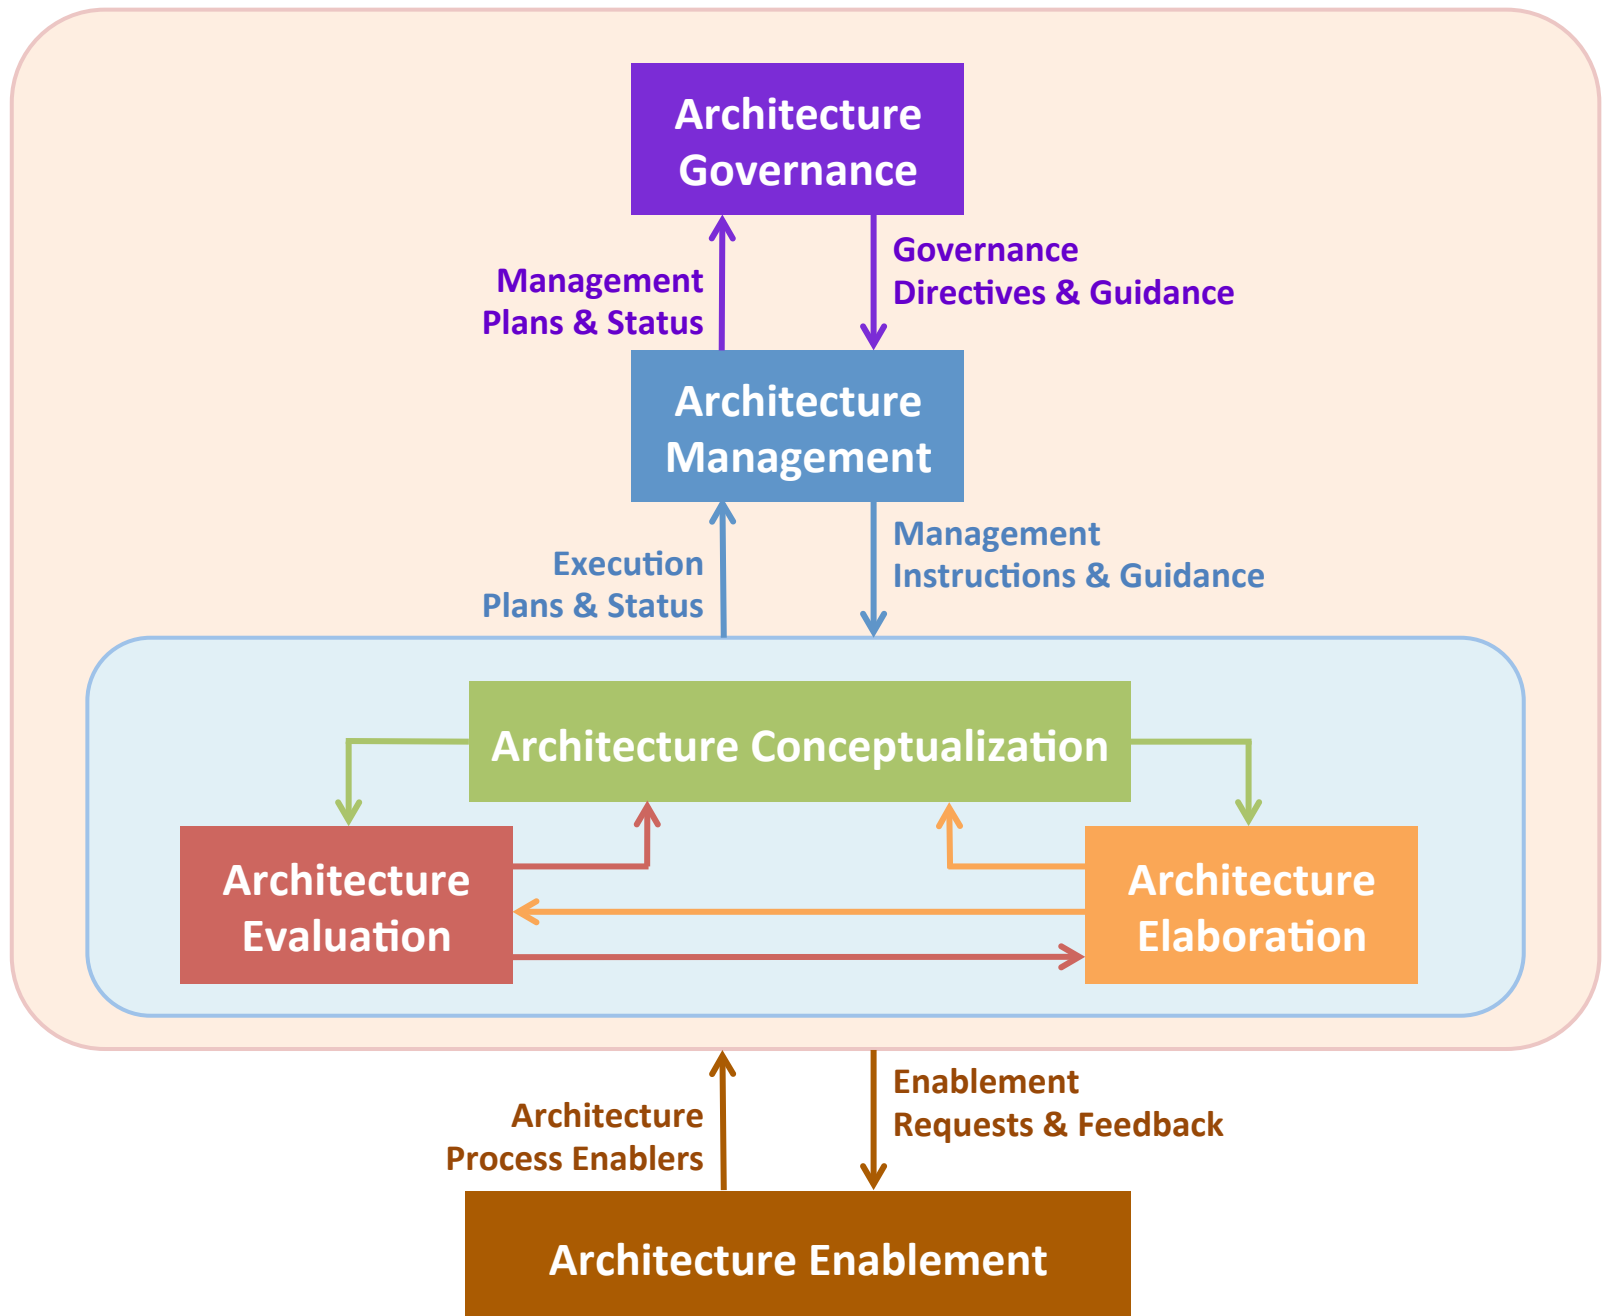 Architecture
Governance
Management
Plans & Status
Governance
Directives & Guidance
Architecture
Management
Execution
Plans & Status
Management
Instructions & Guidance
Architecture Conceptualization
Architecture
Evaluation
Architecture
Elaboration
Architecture
Process Enablers
Enablement
Requests & Feedback
Architecture Enablement